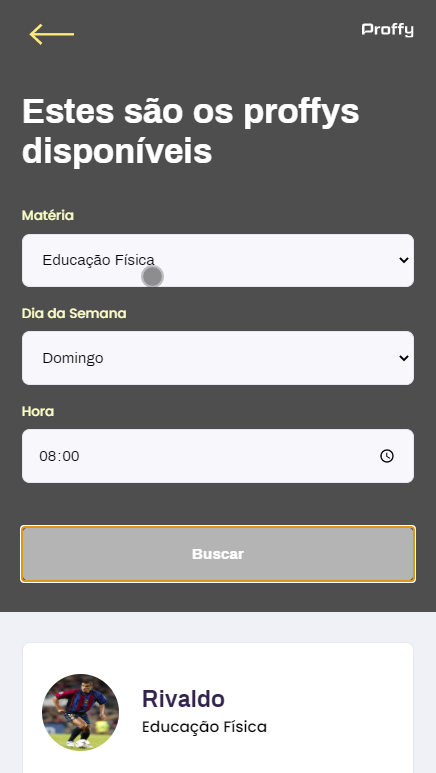 Proffy
Estes são os proffys
disponíveis
Matéria
Educação Física
Dia da Semana
Domingo
Hora
08:00
Buscar
Rivaldo
Educação Física